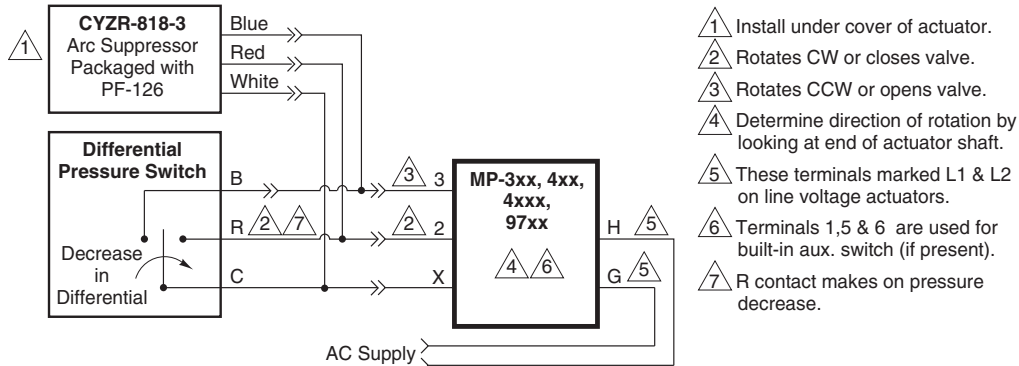 1
CYZR-818-3
Arc Suppressor
Packaged with
PF-126
Blue
Red
White
Differential
Pressure Switch
Decrease
in
Differential
B
R
C
2 7
3 3
2 2
X
MP-3xx, 4xx,
4xxx,
97xx
4 6
H 5
G 5
AC Supply
1 Install under cover of actuator.
2 Rotates CW or closes valve.
3 Rotates CCW or opens valve.
4 Determine direction of rotation by
looking at end of actuator shaft.
5 These terminals marked L1 & L2
on line voltage actuators.
6 Terminals 1,5 & 6 are used for
built-in aux. switch (if present).
7 R contact makes on pressure
decrease.